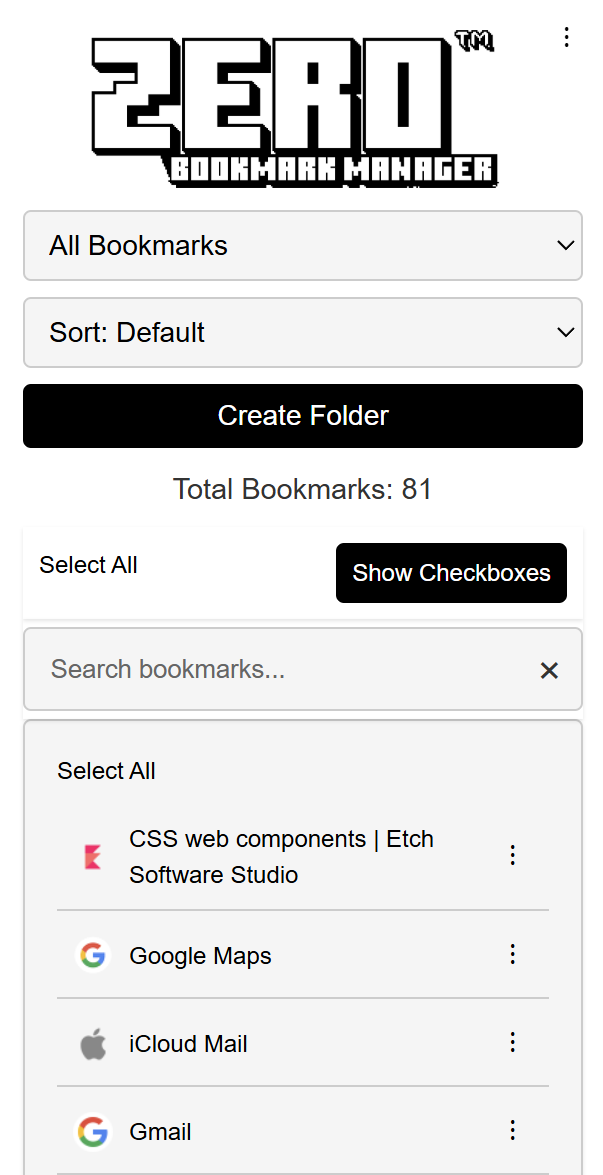 ZERO™
BOOKMARK MANAGER
All Bookmarks
Sort: Default
Create Folder
Total Bookmarks: 81
Select All
Show Checkboxes
Search bookmarks...
Select All
CSS web components | Etch
Software Studio
Google Maps
iCloud Mail
Gmail